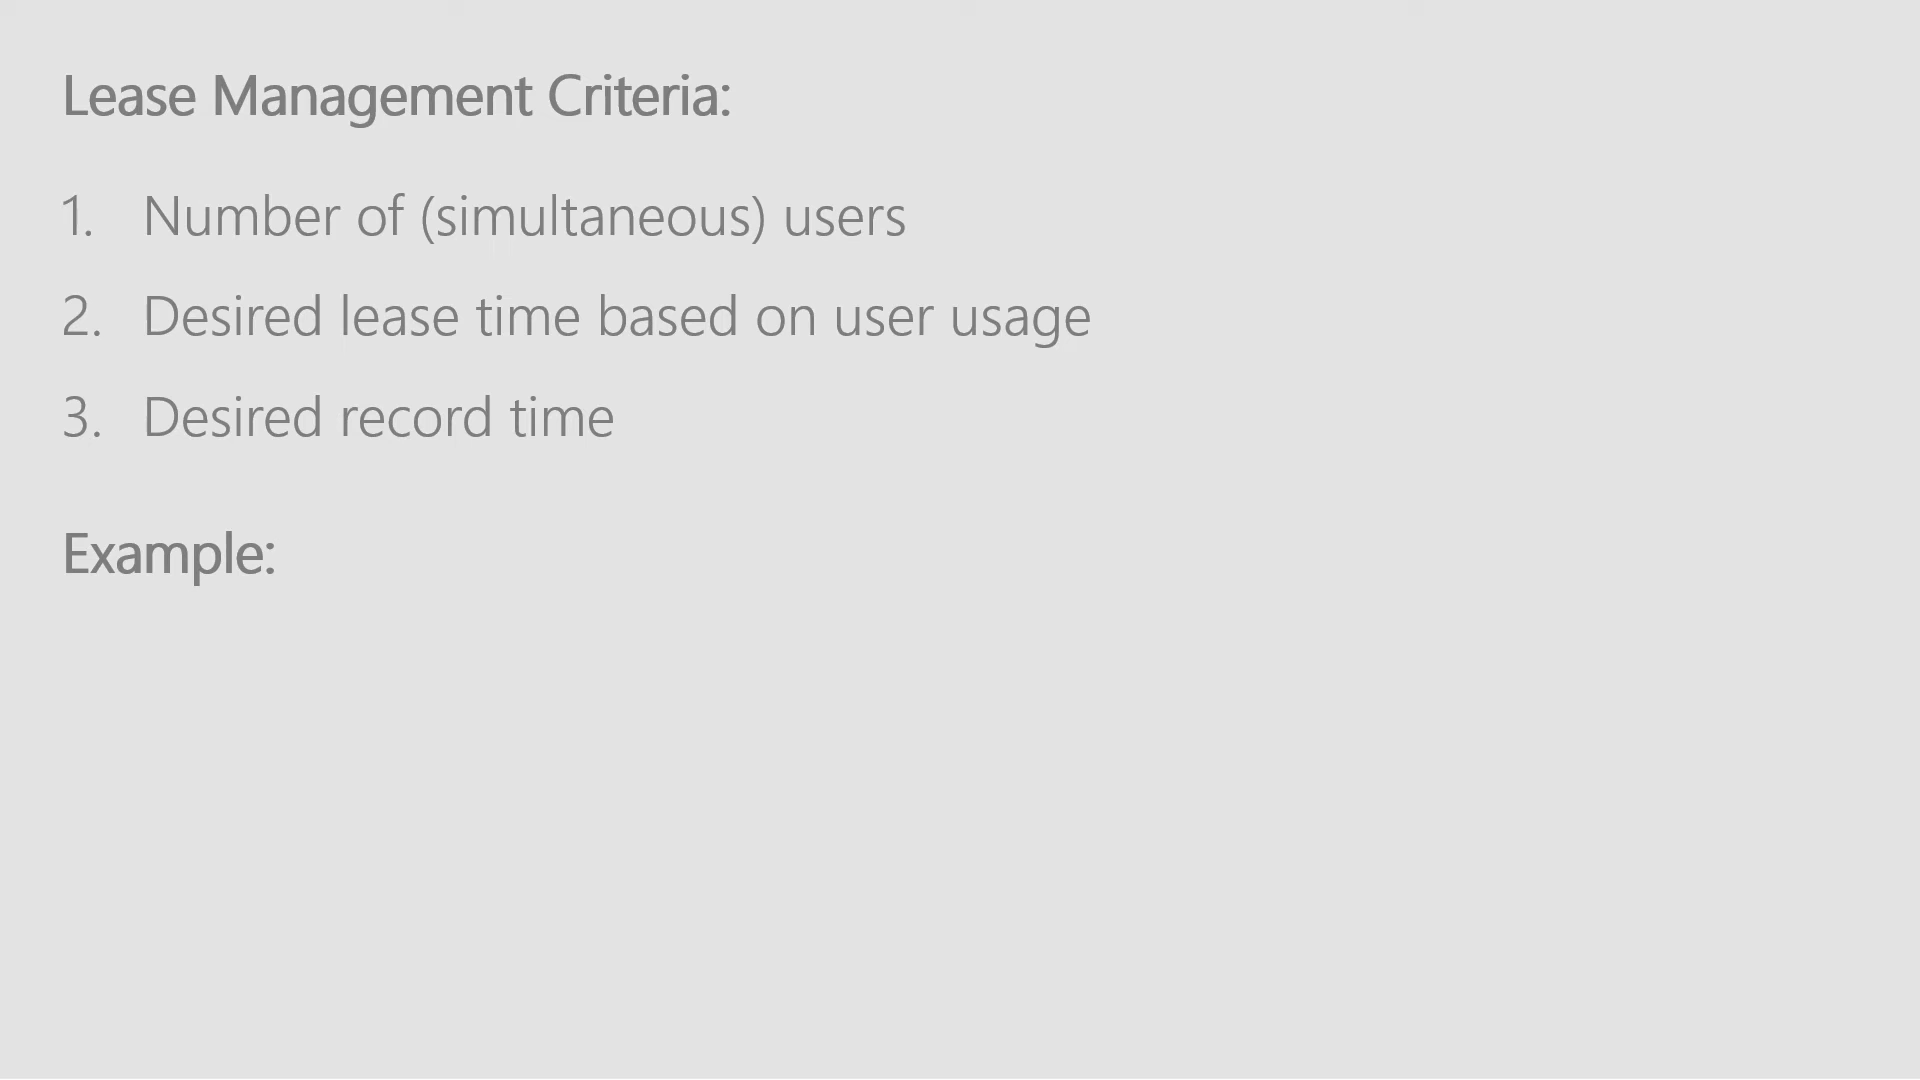 Lease Management Criteria:
1. Number of (simultaneous) users
2. Desired lease time based on user usage
3. Desired record time
Example: